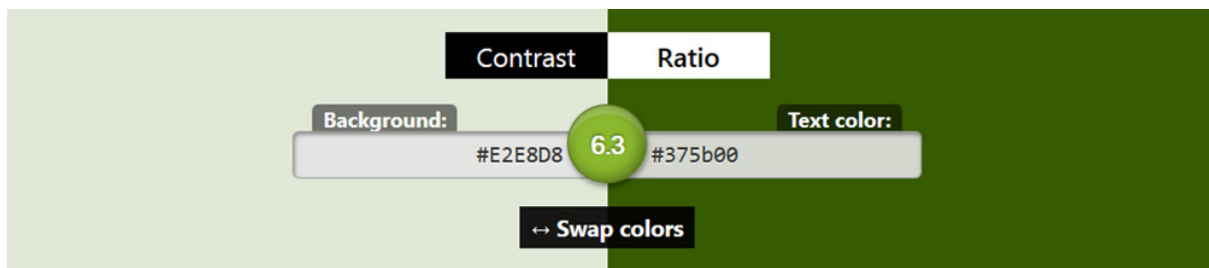 Contrast Ratio
Background: Text color:
#E2E8D8 6.3 #375b00
↔ Swap colors